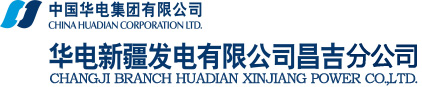 中国华电集团有限公司
CHINA HUADIAN CORPORATION LTD.
华电新疆发电有限公司昌吉分公司
CHANGJI BRANCH HUADIAN XINJIANG POWER CO.,LTD.